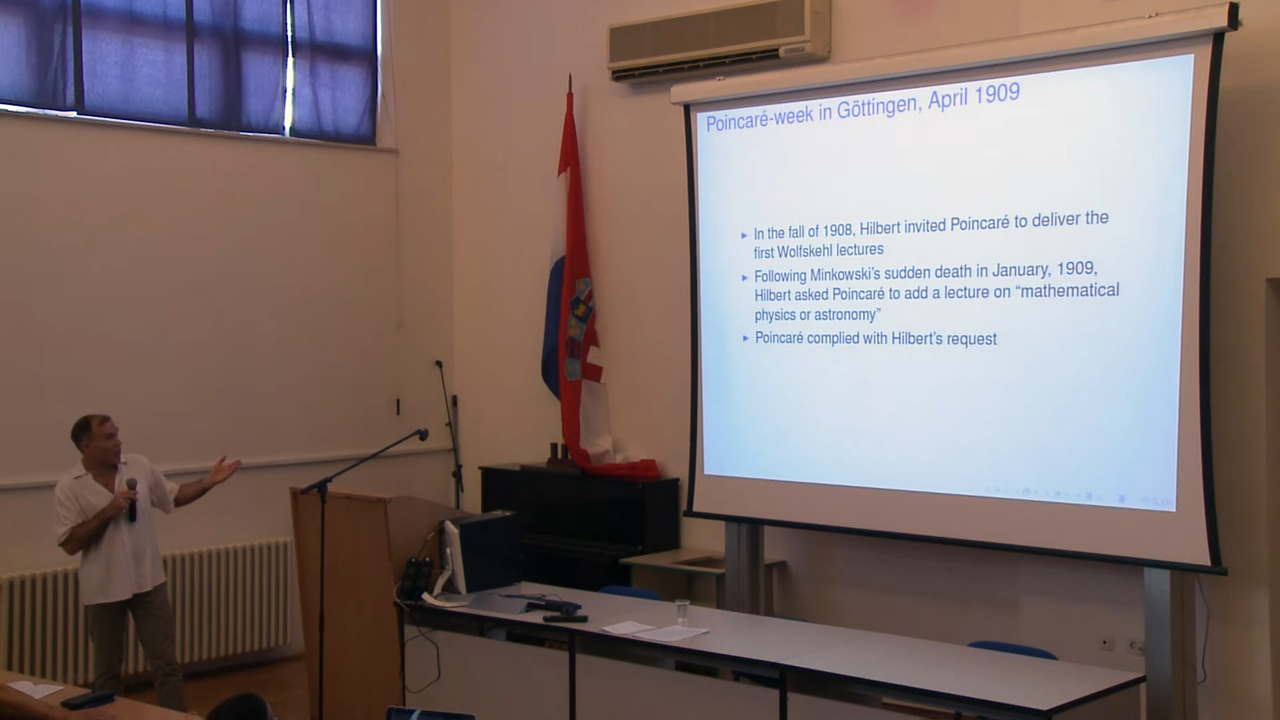 Poincaré-week in Göttingen, April 1909
▸ In the fall of 1908, Hilbert invited Poincaré to deliver the
first Wolfskehl lectures
▸ Following Minkowski's sudden death in January, 1909,
Hilbert asked Poincaré to add a lecture on “mathematical
physics or astronomy”
▸ Poincaré complied with Hilbert's request